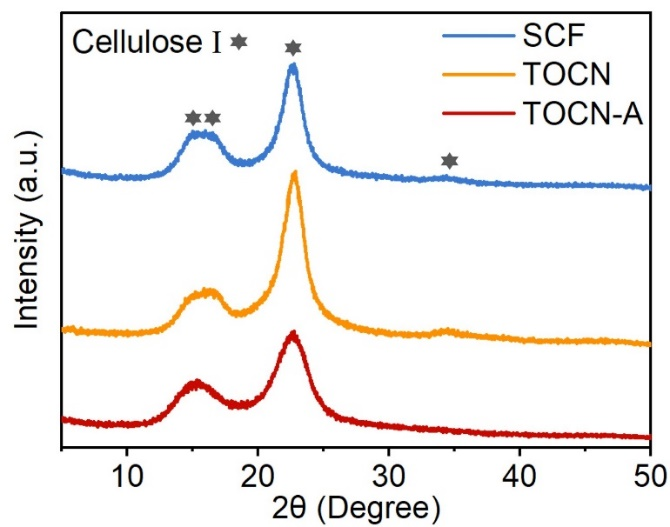 Cellulose I
SCF
TOCN
TOCN-A
Intensity (a.u.)
10 20 30 40 50
2θ (Degree)